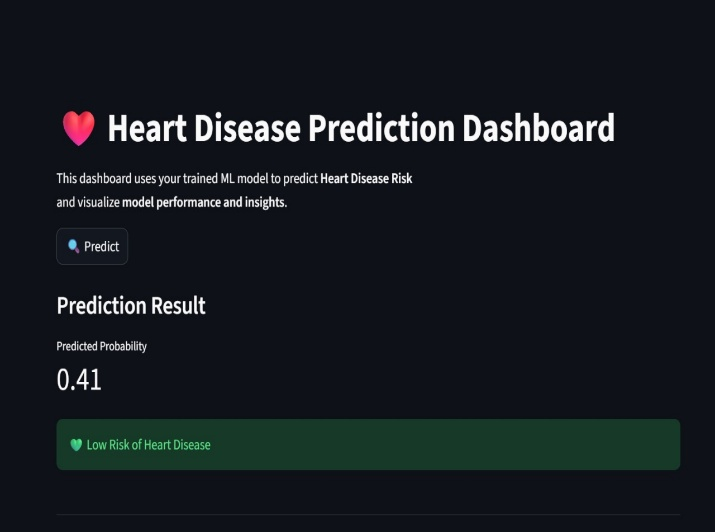 Heart Disease Prediction Dashboard
This dashboard uses your trained ML model to predict Heart Disease Risk
and visualize model performance and insights.
Predict
Prediction Result
Predicted Probability
0.41
Low Risk of Heart Disease